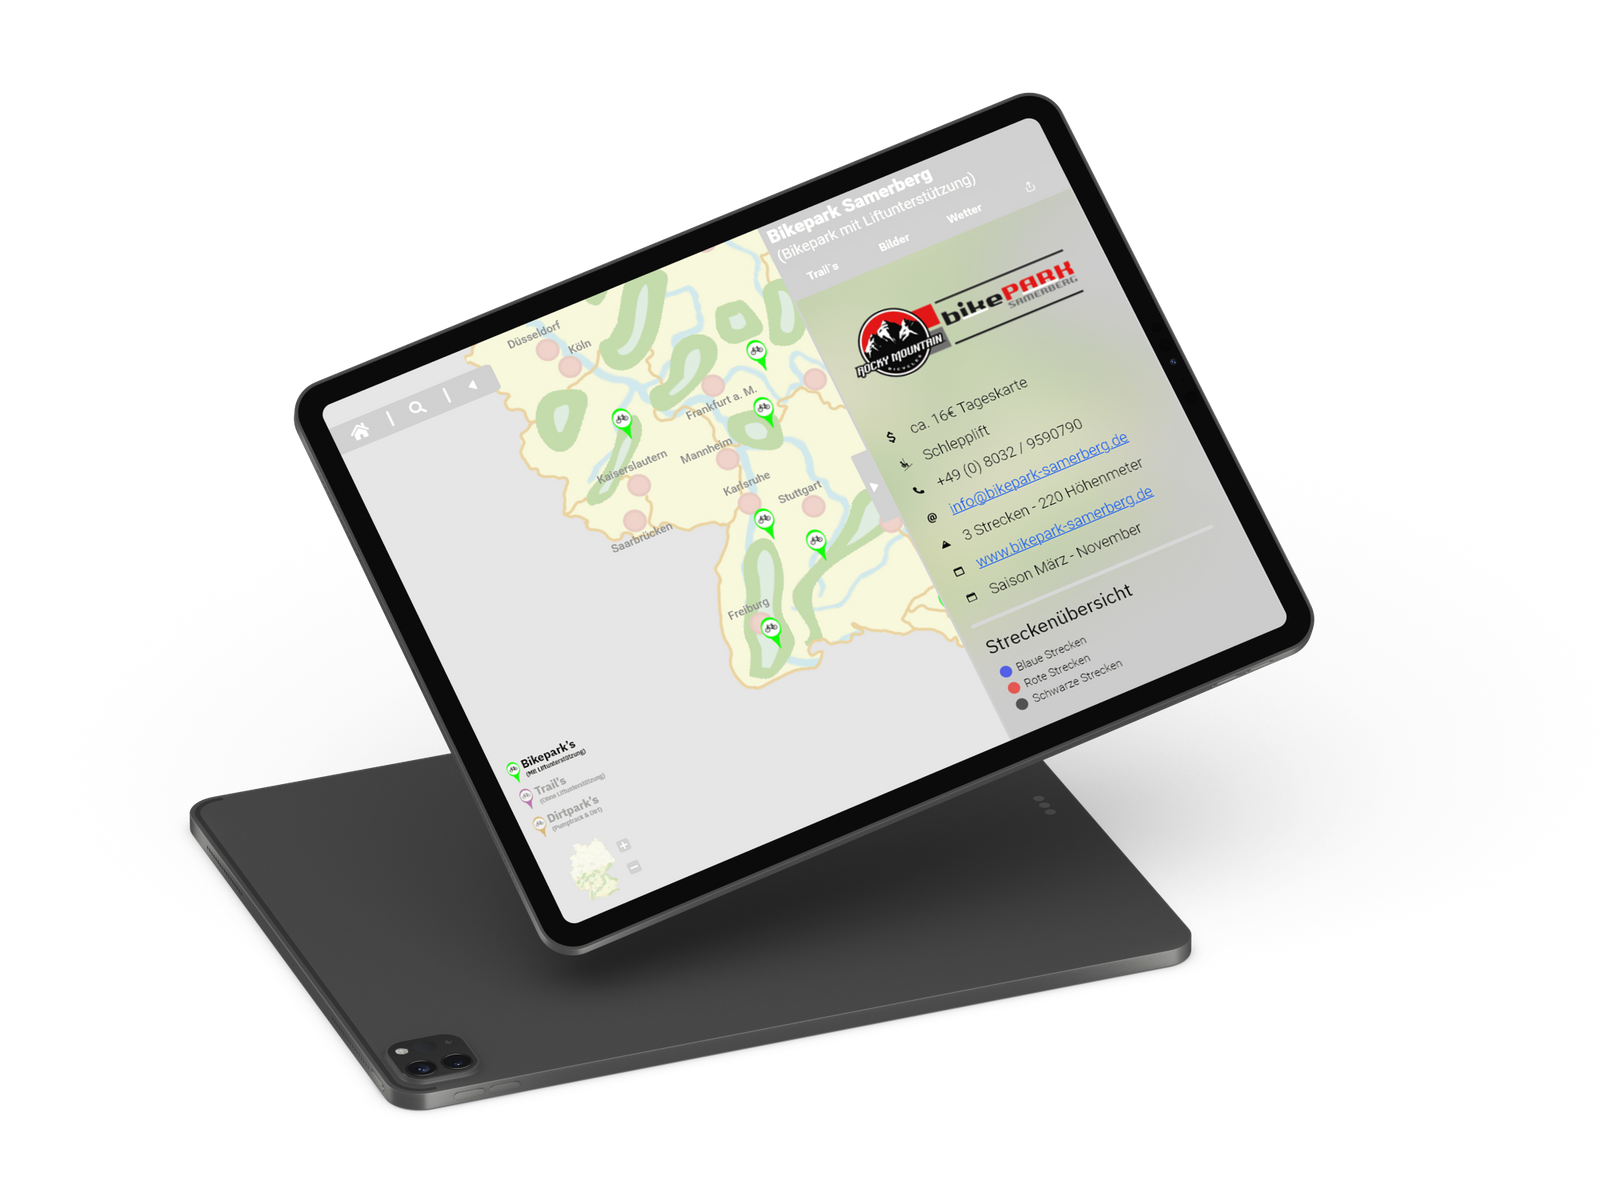 Bikepark Samerberg
(Bikepark mit Liftunterstützung)
Trail's
Bilder
Wetter
ROCKY MOUNTAIN
BICYCLES
bikePARK
SAMERBERG
ca. 16€ Tageskarte
Schlepplift
+49 (0) 8032 / 9590790
@ info@bikepark-samerberg.de
3 Strecken - 220 Höhenmeter
www.bikepark-samerberg.de
Saison März - November
Streckenübersicht
Blaue Strecken
Rote Strecken
Schwarze Strecken
Düsseldorf
Köln
Frankfurt a. M.
Mannheim
Kaiserslautern
Karlsruhe
Stuttgart
Saarbrücken
Freiburg
Bikepark's
(Mit Liftunterstützung)
Trail's
(Ohne Liftunterstützung)
Dirtpark's
(Pumptrack & Dirt)